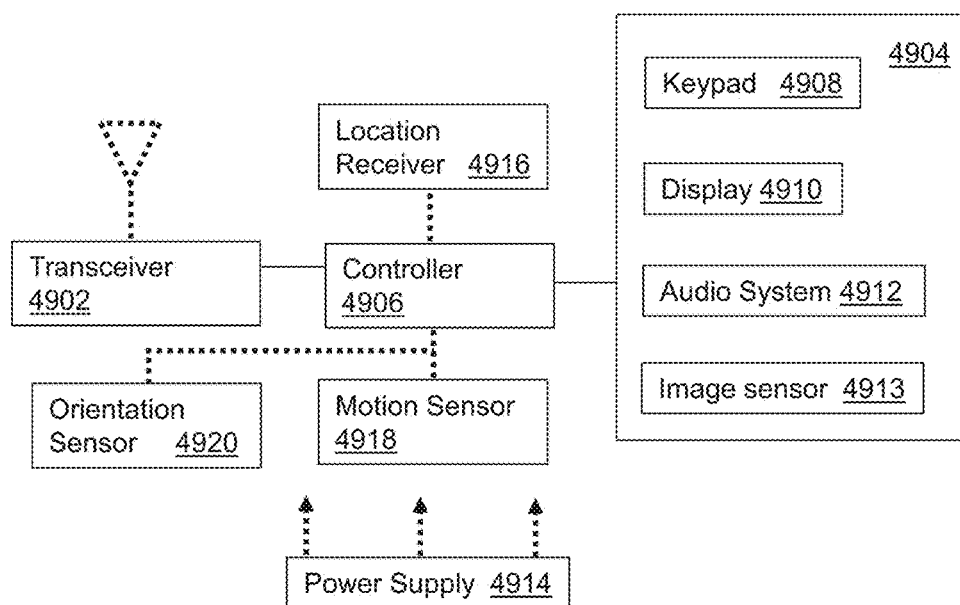 4904
Keypad 4908
Location
Receiver 4916
Display 4910
Transceiver
4902
Controller
4906
Audio System 4912
Orientation
Sensor 4920
Motion Sensor
4918
Image sensor 4913
Power Supply 4914